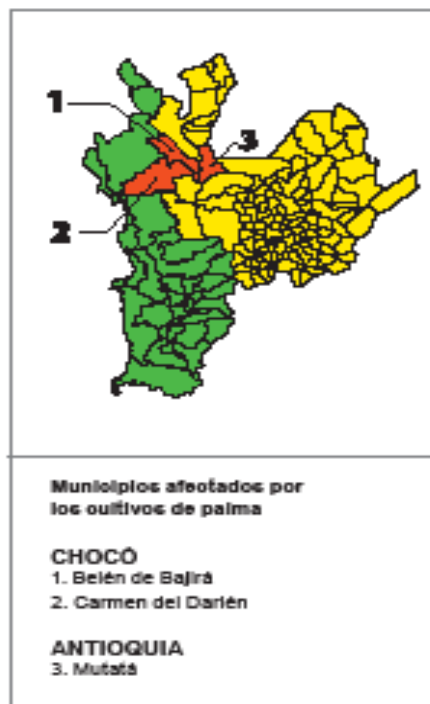 1
3
2
Municipios afectados por
los cultivos de palma
CHOCÓ
1. Belén de Bajirá
2. Carmen del Darién
ANTIOQUIA
3. Mutatá